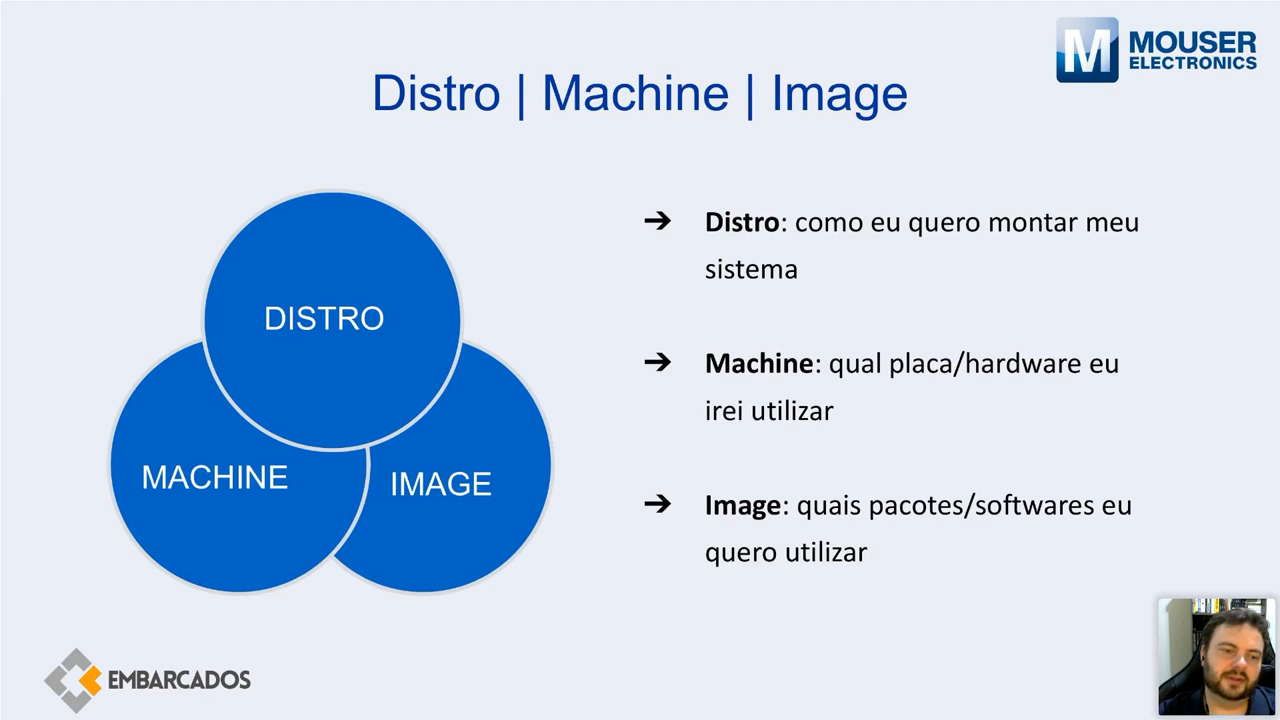 MOUSER
ELECTRONICS
Distro | Machine | Image
DISTRO
MACHINE
IMAGE
➔ Distro: como eu quero montar meu
sistema
➔ Machine: qual placa/hardware eu
irei utilizar
➔ Image: quais pacotes/softwares eu
quero utilizar
EMBARCADOS